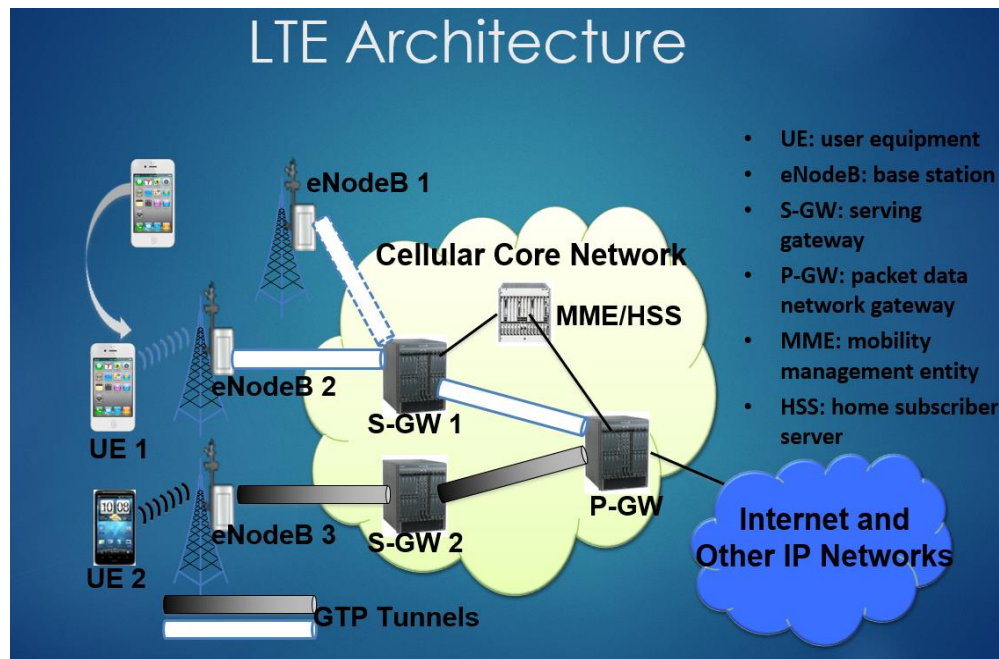 LTE Architecture
eNodeB 1
Cellular Core Network
MME/HSS
eNodeB 2
S-GW 1
UE 1
P-GW
eNodeB 3
S-GW 2
10 08
UE 2
GTP Tunnels
Internet and
Other IP Networks
• UE: user equipment
• eNodeB: base station
• S-GW: serving
gateway
• P-GW: packet data
network gateway
• MME: mobility
management entity
• HSS: home subscriber
server